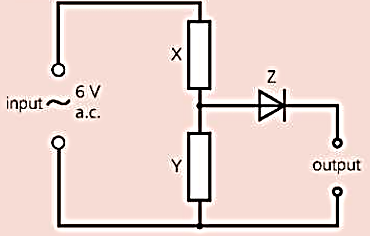 X
Z
input ~ 6 V
a.c.
Y
output